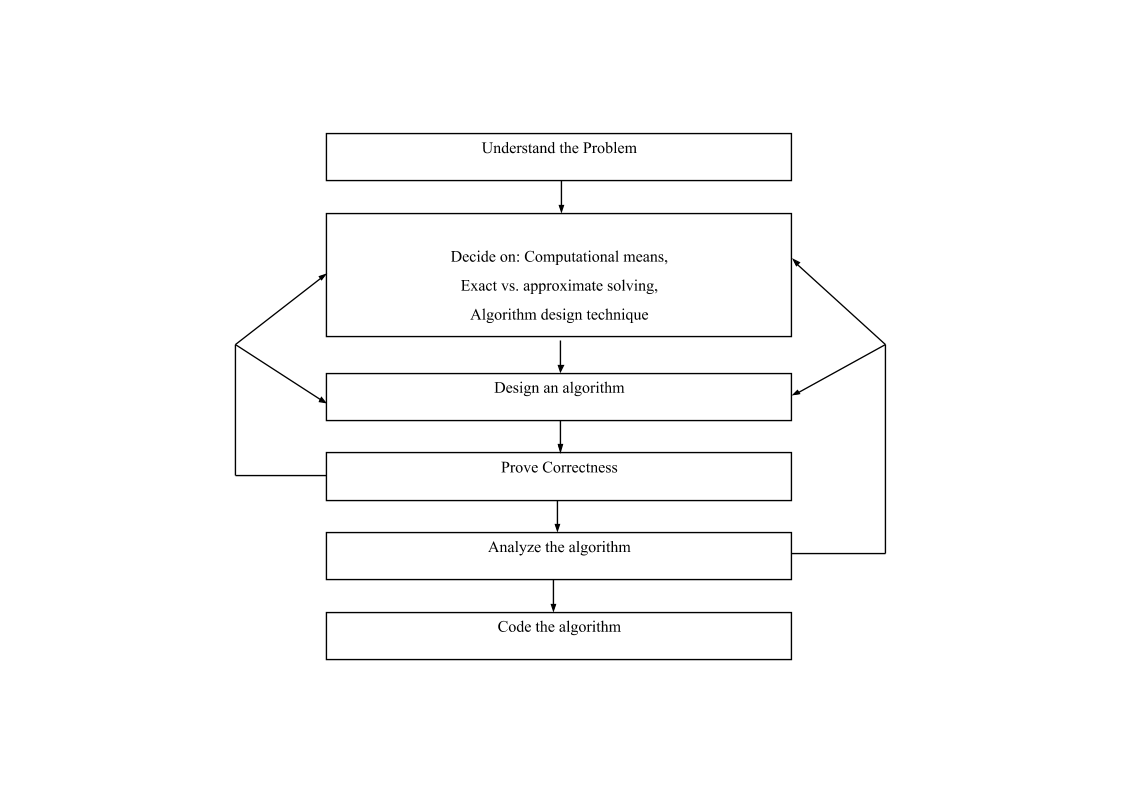 Understand the Problem
Decide on: Computational means,
Exact vs. approximate solving,
Algorithm design technique
Design an algorithm
Prove Correctness
Analyze the algorithm
Code the algorithm